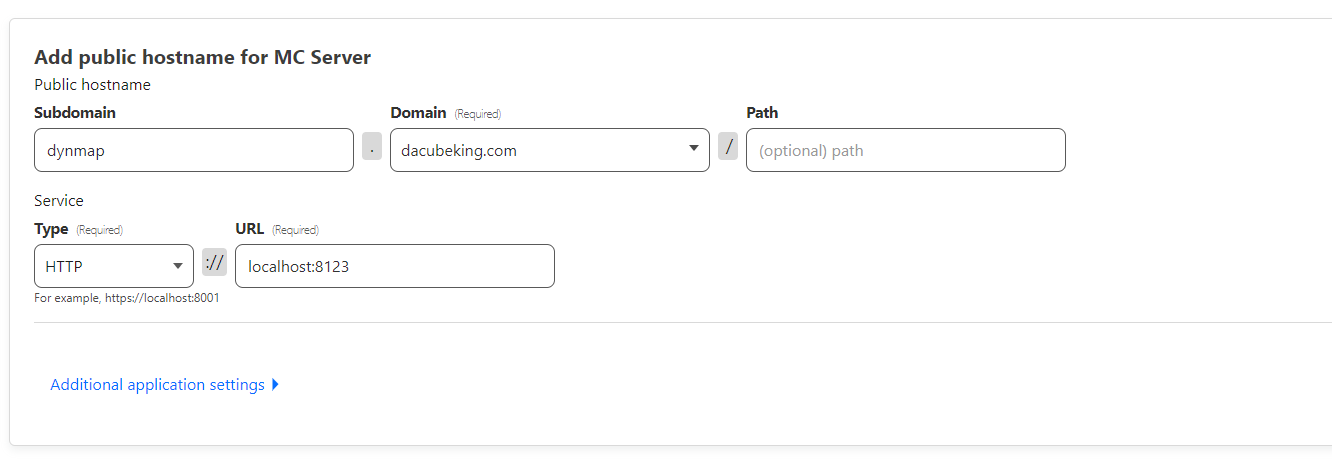 Add public hostname for MC Server
Public hostname
Subdomain Domain (Required) Path
dynmap . dacubeking.com / (optional) path
Service
Type (Required) URL (Required)
HTTP :// localhost:8123
For example, https://localhost:8001
Additional application settings